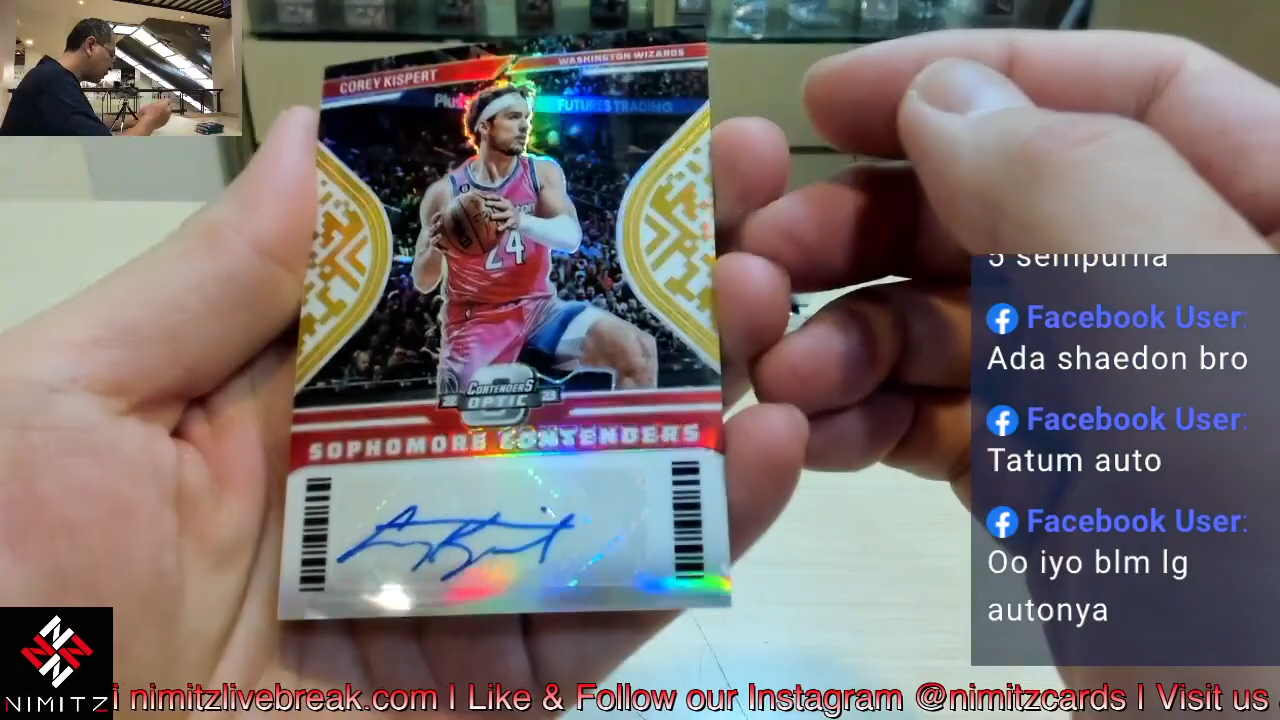 COREY KISPERT
WASHINGTON WIZARDS
Plu
FUTURES TRADING
24
CONTENDERS
OPTIC
SOPHOMORE CONTENDERS
5 sempurna
Facebook User:
Ada shaedon bro
Facebook User:
Tatum auto
Facebook User:
Oo iyo blm lg
autonya
NIMITZ
i nimitzlivebreak.com I Like & Follow our Instagram @nimitzcards I Visit us